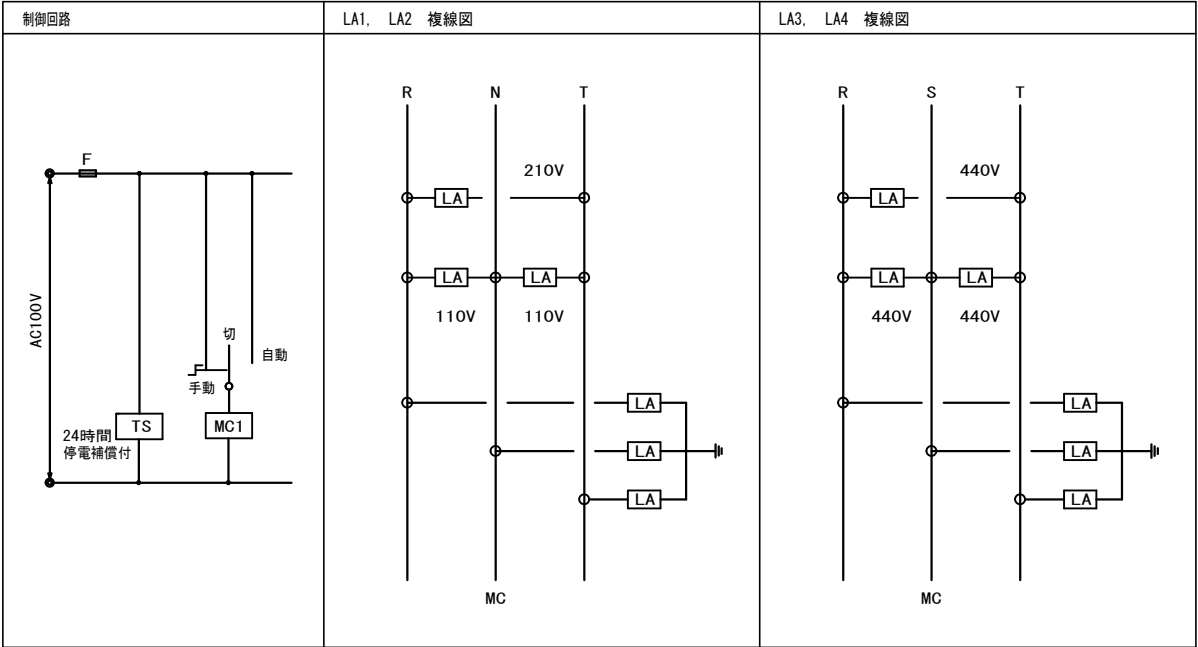 制御回路
F
AC100V
切
自動
手動
TS
MC1
24時間
停電補償付
LA1, LA2 複線図
R N T
210V
LA
LA LA
110V 110V
LA
LA
LA
MC
LA3, LA4 複線図
R S T
440V
LA
LA LA
440V 440V
LA
LA
LA
MC